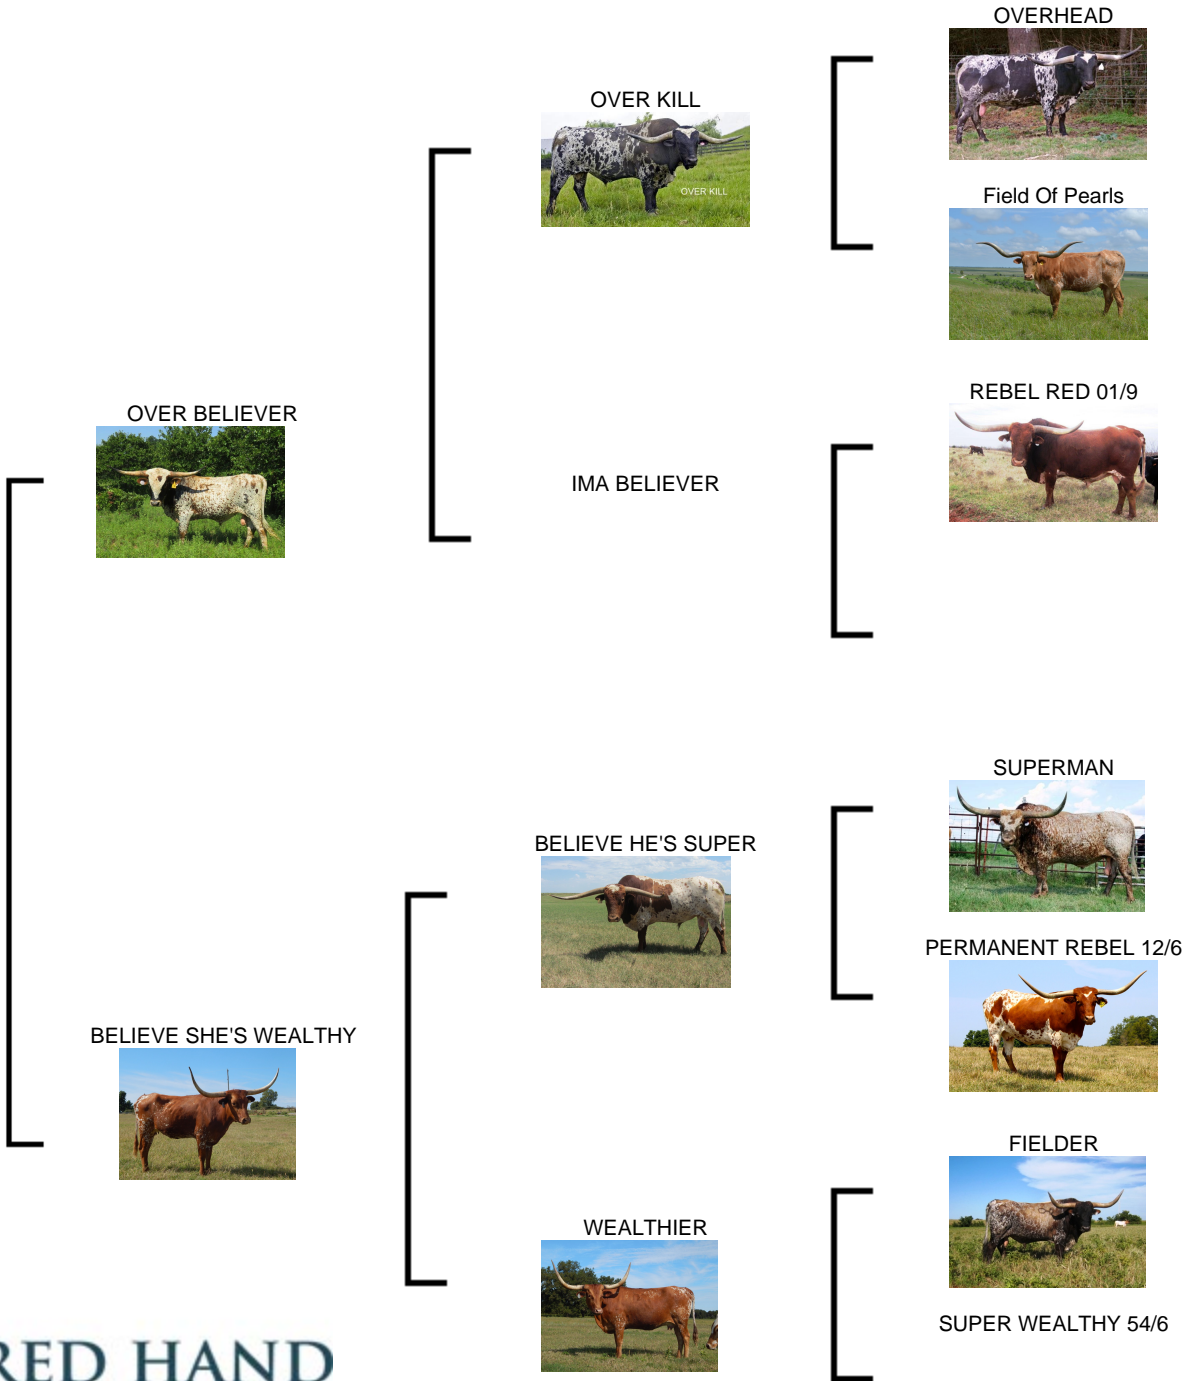 OVERHEAD
OVER KILL
OVER KILL
Field Of Pearls
REBEL RED 01/9
OVER BELIEVER
IMA BELIEVER
SUPERMAN
BELIEVE HE'S SUPER
PERMANENT REBEL 12/6
BELIEVE SHE'S WEALTHY
FIELDER
WEALTHIER
SUPER WEALTHY 54/6
RED HAND